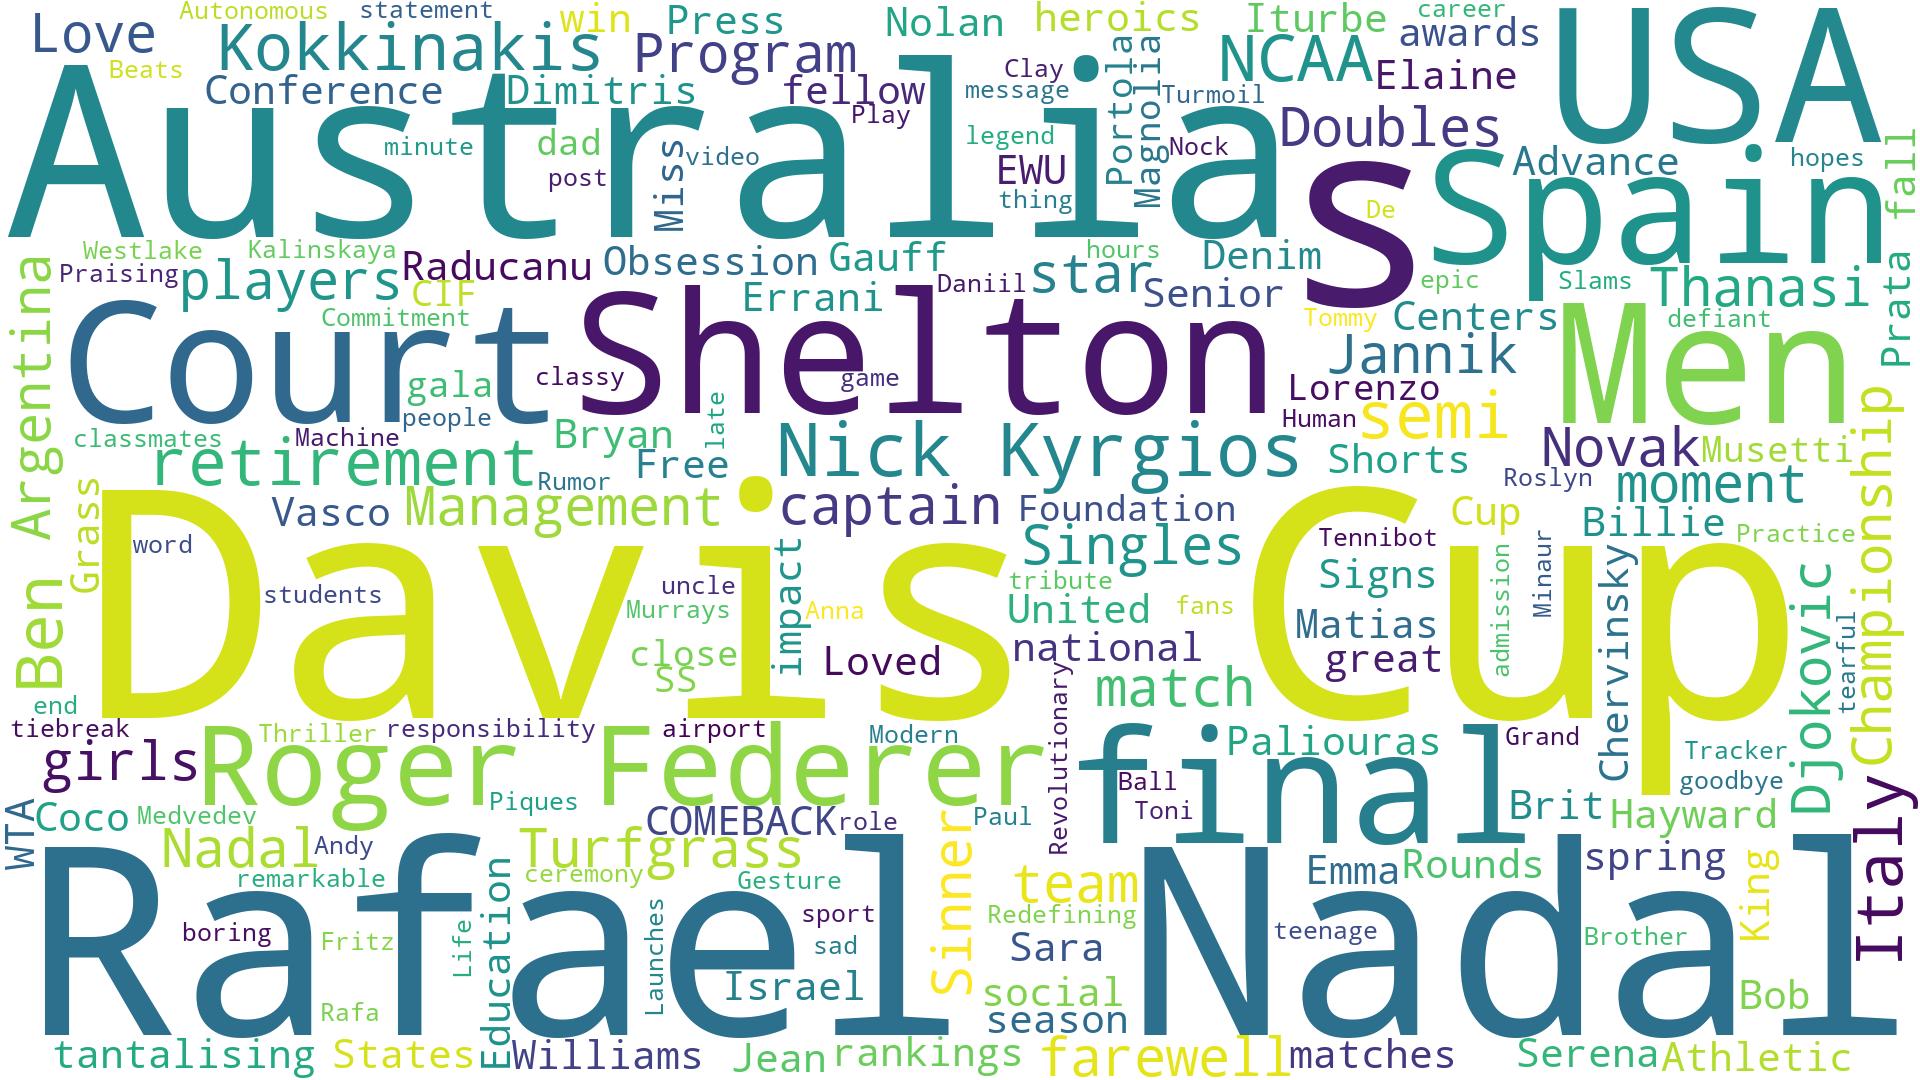 Autonomous statement win Press Nolan heroics Iturbe career
Love Kokkinakis Program NCAA awards USA
Beats Conference Dimitris fellow Clay message Turmoil Elaine
Australia
Play Portola Magnolia Doubles
minute dad Miss video legend Nock Advance hopes
post EWU thing s Spain fall
De
Westlake Kalinskaya Obsession Gauff hours Denim
Praising players Raducanu Daniil star Senior epic Slams Thanasi Prata
CIF Errani
Commitment Tommy Centers defiant
Argentina Court Shelton Jannik Men
gala classy game Lorenzo
people late Human semi
classmates Machine Bryan Nick Kyrgios Novak Musetti
retirement Free Shorts
Rumor Roslyn moment
Grass Vasco Management captain Foundation Cup Billie Championship
word Davis Cup Singles Tennibot Practice
Ben students uncle impact tribute Signs admission Minaur Chervinsky Djokovic
Murrays Anna United fans Matias
close Loved national great tearful
SS match
end
tiebreak Thriller responsibility airport Modern Revolutionary Paliouras Grand Tracker
girls Roger Federer final goodbye
Piques Ball
WTA Coco Medvedev COMEBACK role Paul Toni Brit Hayward Italy
Nadal Andy Turfgrass Sinner Emma Rounds spring King
remarkable ceremony Gesture team
Rafael Nadal
boring Fritz Life Education Launches sport Redefining teenage Brother
sad Sara
Israel social Bob
Rafa season
tantalising States Williams Jean rankings farewell matches Serena Athletic